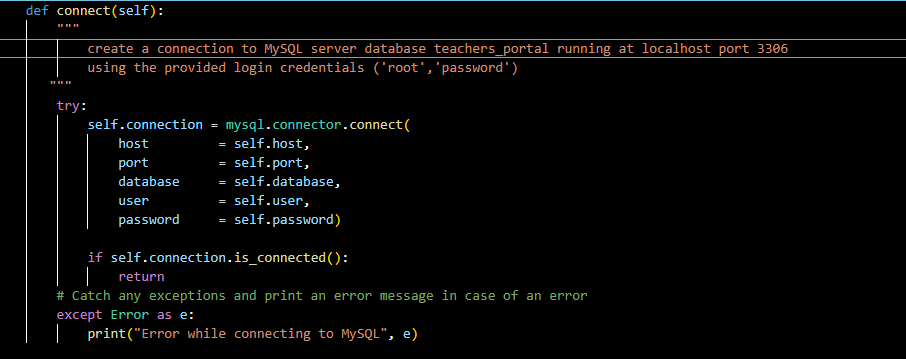 def connect(self):
"""
create a connection to MySQL server database teachers_portal running at localhost port 3306
using the provided login credentials ('root','password')
"""
try:
self.connection = mysql.connector.connect(
host = self.host,
port = self.port,
database = self.database,
user = self.user,
password = self.password)
if self.connection.is_connected():
return
# Catch any exceptions and print an error message in case of an error
except Error as e:
print("Error while connecting to MySQL", e)